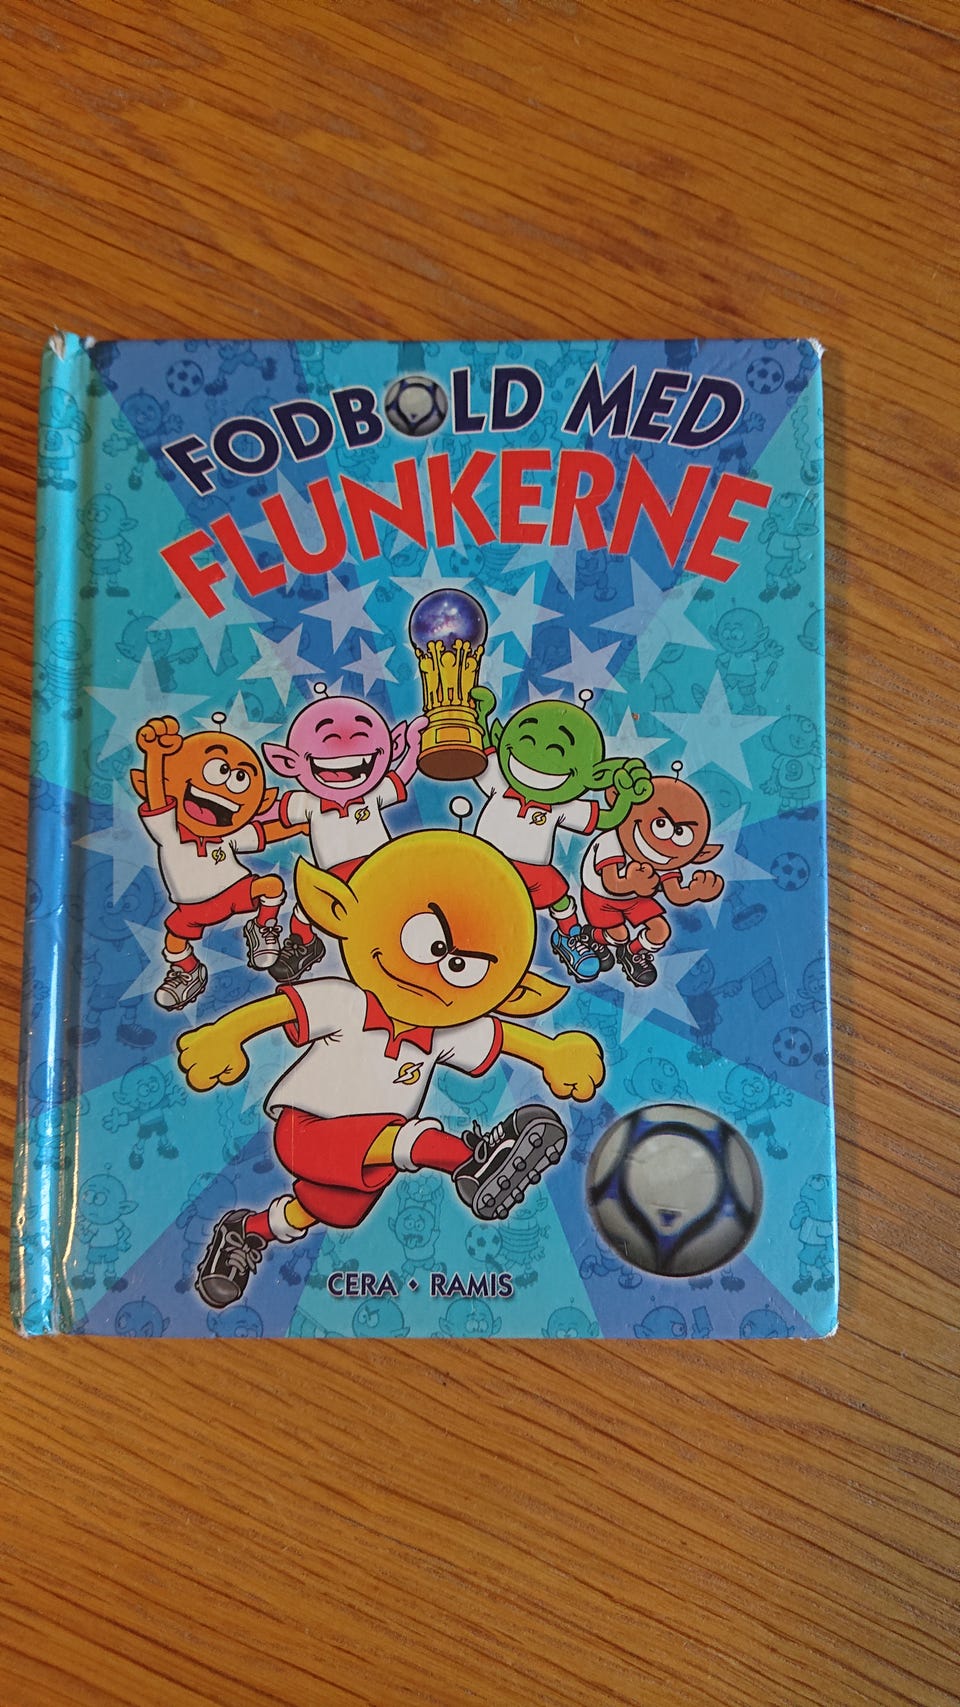 FODBOLD MED
FLUNKERNE
CERA • RAMIS